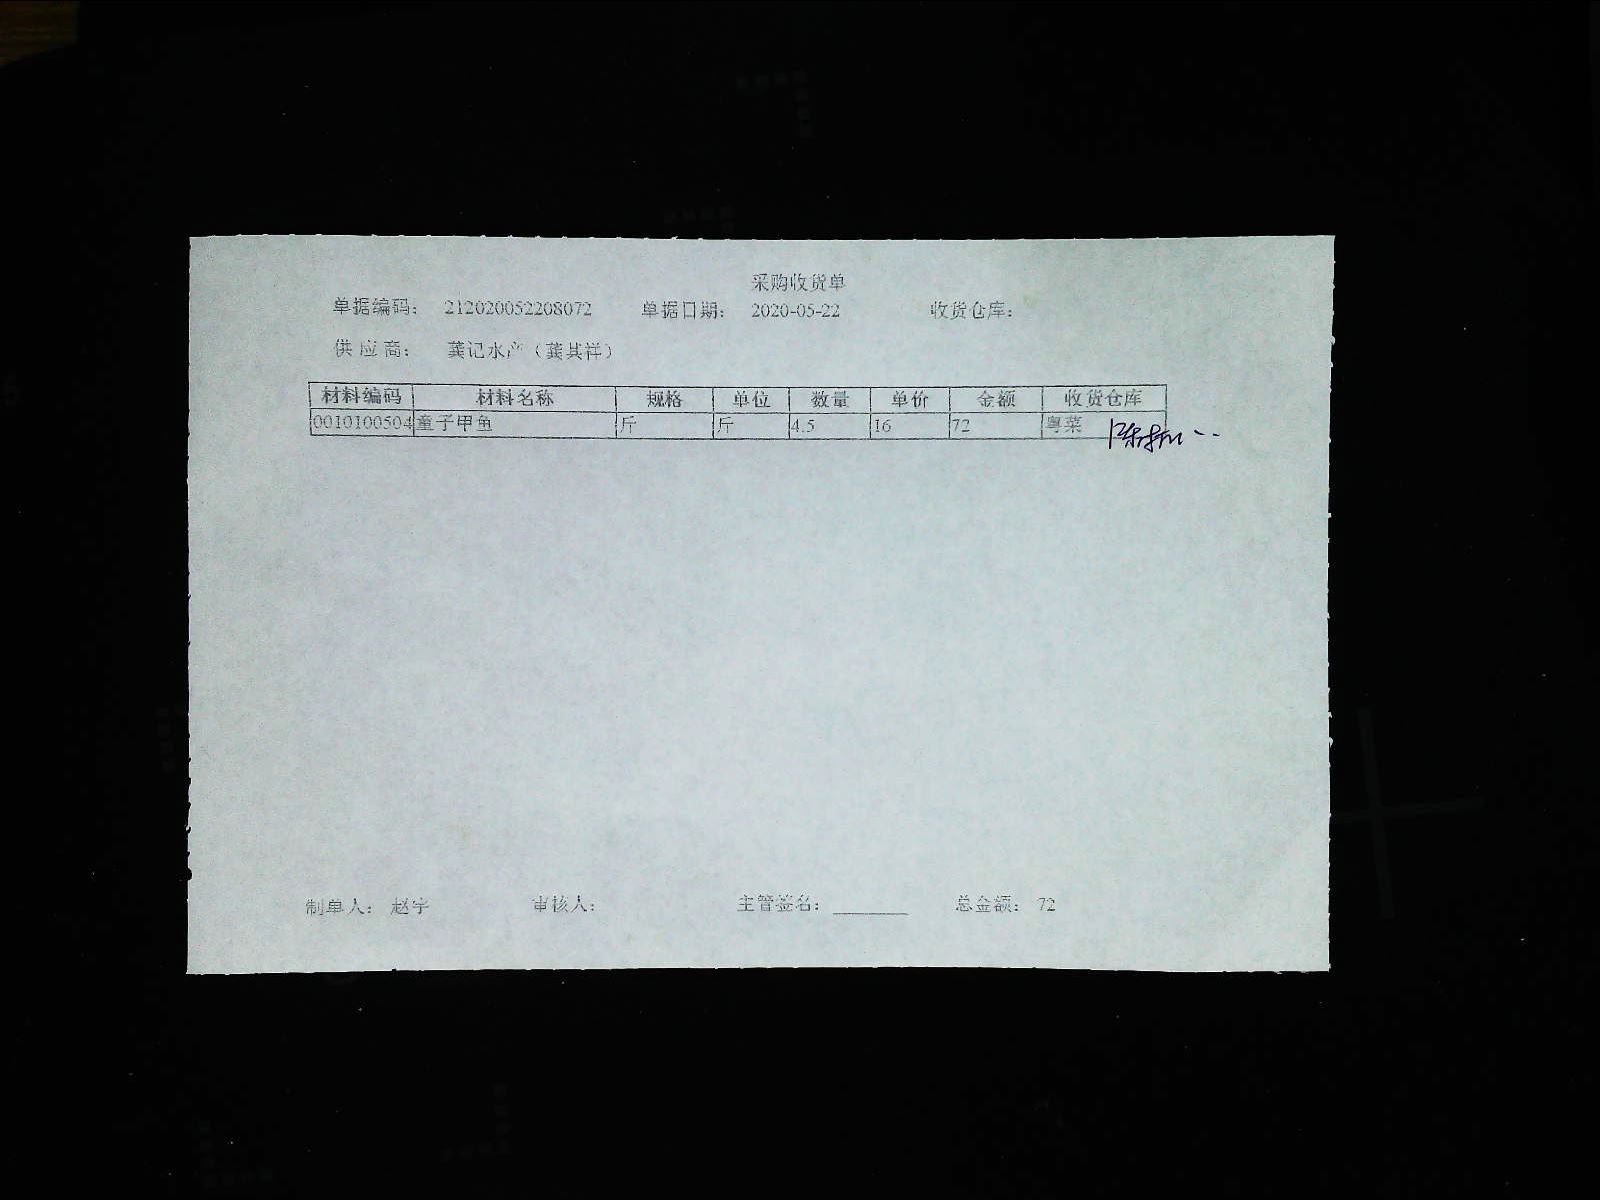 采购收货单
单据编码: 212020052208072 单据日期: 2020-05-22 收货仓库:
供应商: 龚记水产（龚其祥）
材料编码 材料名称 规格 单位 数量 单价 金额 收货仓库
0010100504 童子甲鱼 斤 斤 4.5 16 72 粤菜
制单人: 赵宇 审核人: 主管签名: ________ 总金额: 72